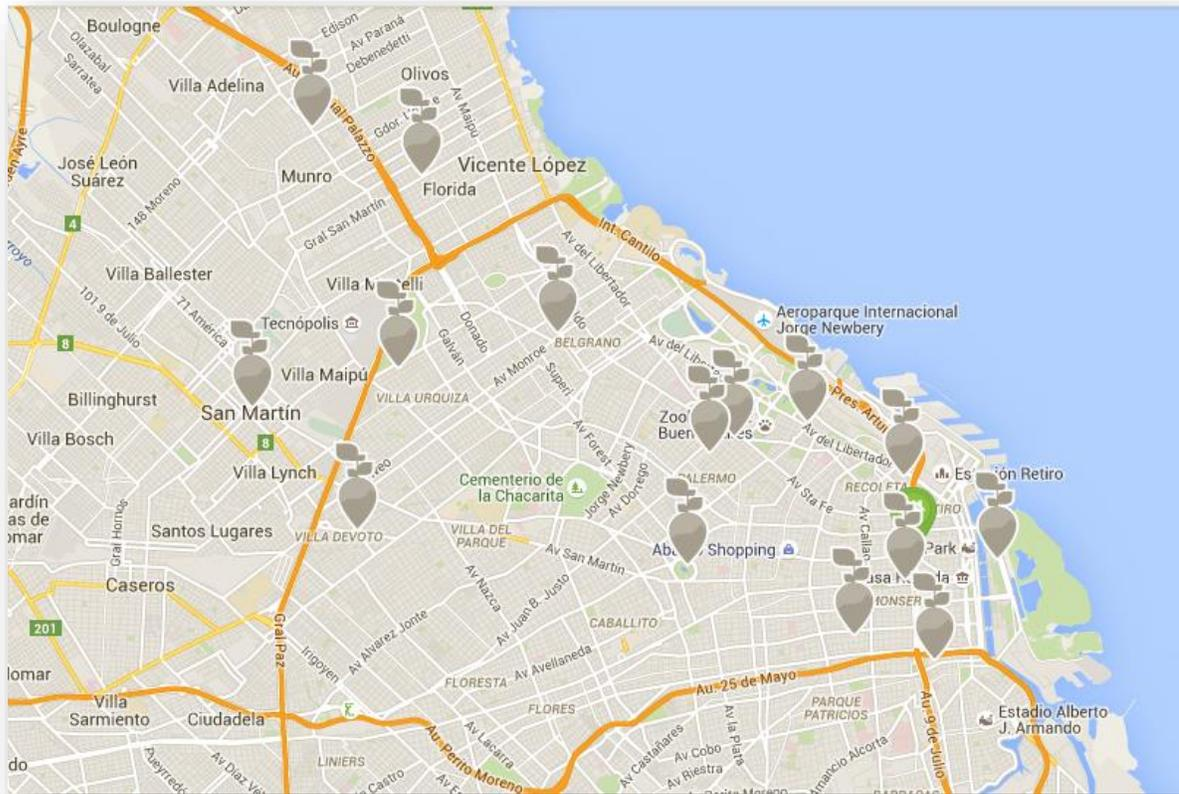 Boulogne
Edison
Av Paraná
Debenedetti
Olazabal
Sarratea
Villa Adelina
Olivos
Av Maipú
José León
Suárez
Munro
Florida
Vicente López
148 Moreno
Gral San Martín
4
Int. Cantilo
Av del Libertador
Villa Ballester
101 9 de Julio
71 América
Tecnópolis
Donado
Galván
BELGRANO
Aeroparque Internacional
Jorge Newbery
8
Villa Maipú
Av Monroe
Superí
VILLA URQUIZA
Billinghurst
San Martín
Villa Bosch
8
Villa Lynch
Av Forest
Jorge Newbery
Av Dorrego
Cementerio de
la Chacarita
Av del Libertador
RECOLETA
Av Sta Fe
Av Callao
Santos Lugares
Gral Hornos
VILLA DEVOTO
VILLA DEL
PARQUE
Av San Martín
Shopping
Park
Caseros
Av Nazca
Av Juan B. Justo
CABALLITO
201
Gral Paz
Irigoyen
Av Alvarez Jonte
Av Avellaneda
FLORESTA
FLORES
Au. 25 de Mayo
PARQUE
PATRICIOS
Villa
Sarmiento
Ciudadela
Au. Perito Moreno
Av Lacarra
Av Castañares
Av la Plata
Au. 9 de Julio
Estadio Alberto
J. Armando
LINIERS
Av Cobo
Av Riestra